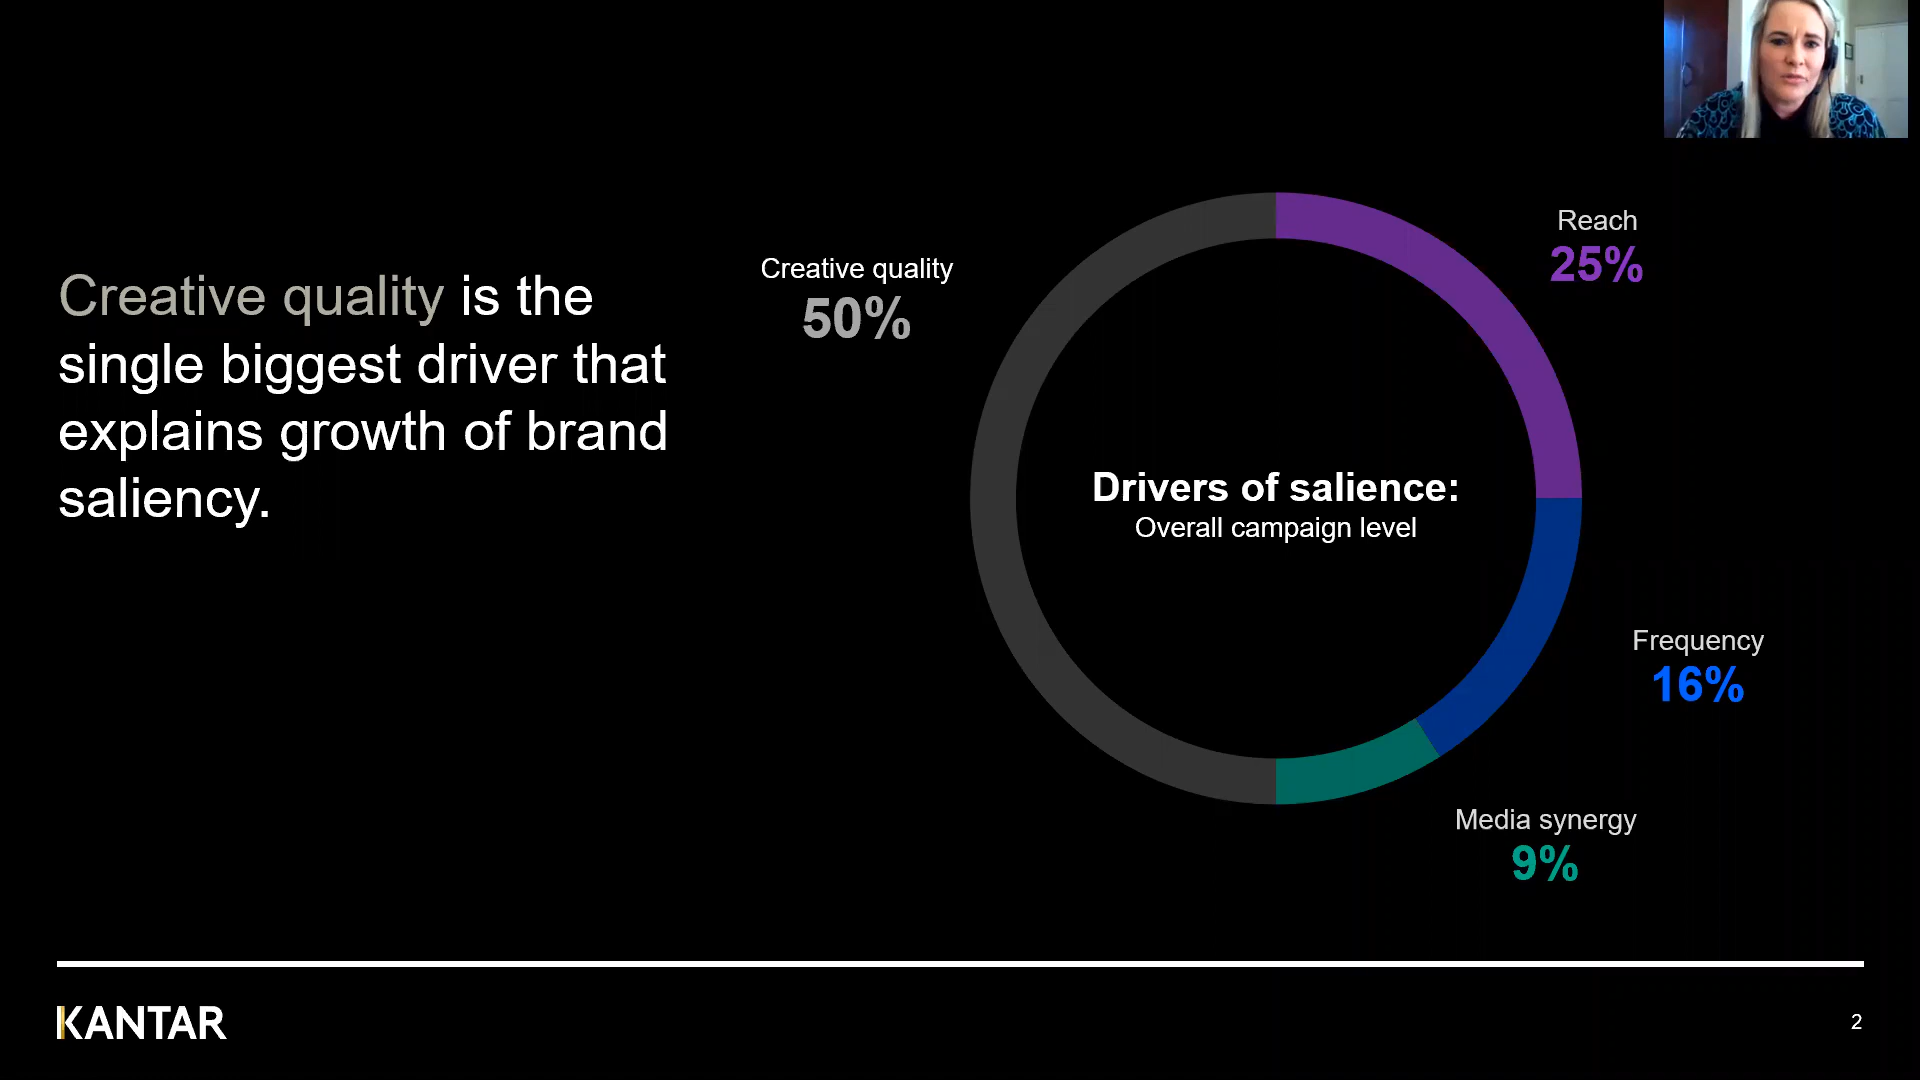 Creative quality is the
single biggest driver that
explains growth of brand
saliency.
Creative quality
50%
Reach
25%
Drivers of salience:
Overall campaign level
Frequency
16%
Media synergy
9%
KANTAR
2